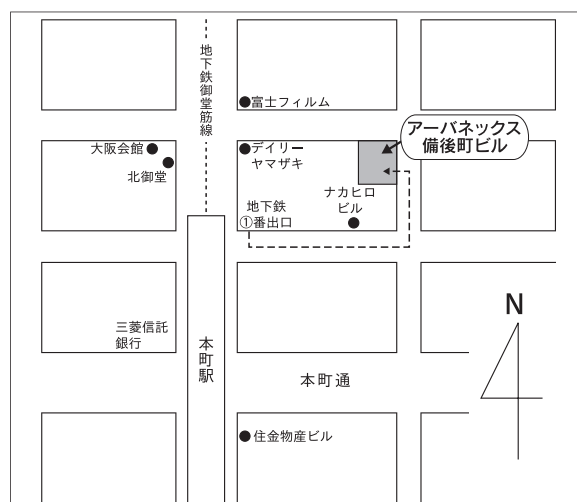 地下鉄御堂筋線
富士フィルム
アーバネックス
備後町ビル
大阪会館
北御堂
デイリー
ヤマザキ
ナカヒロ
ビル
地下鉄
①番出口
三菱信託
銀行
本町駅
本町通
N
住金物産ビル